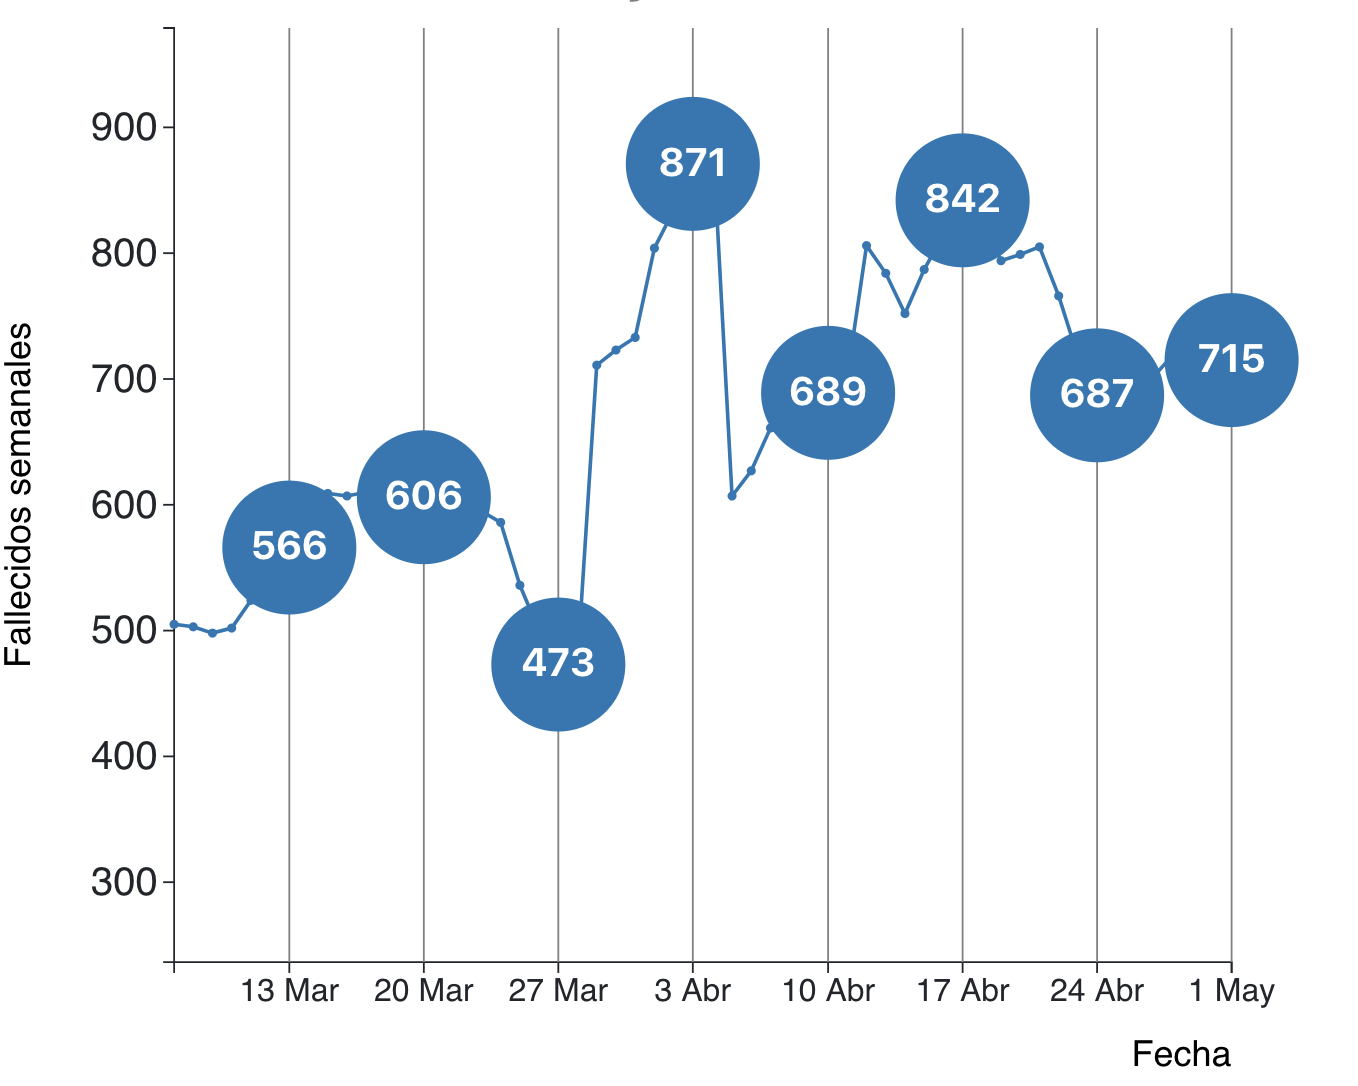 900
800
700
600
500
400
300
Fallecidos semanales
566
606
473
871
689
842
687
715
13 Mar
20 Mar
27 Mar
3 Abr
10 Abr
17 Abr
24 Abr
1 May
Fecha